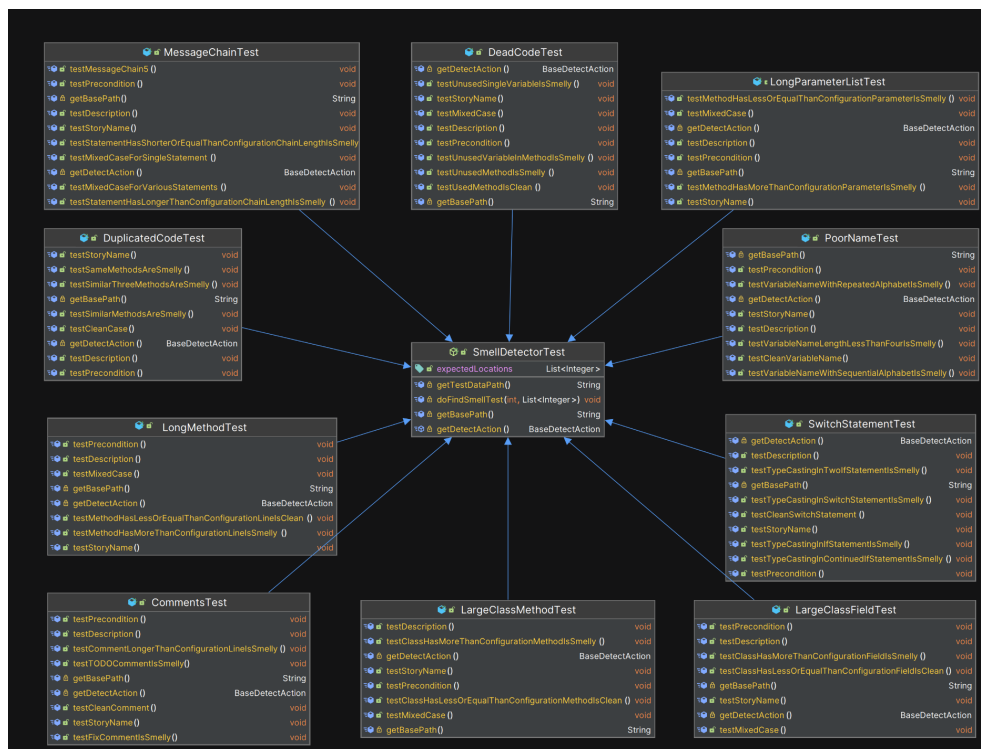 MessageChainTest
testMessageChain5 () void
testPrecondition () void
getBasePath() String
testDescription () void
testStoryName() void
testStatementHasShorterOrEqualThanConfigurationChainLengthIsSmelly
testMixedCaseForSingleStatement () void
getDetectAction () BaseDetectAction
testMixedCaseForVariousStatements () void
testStatementHasLongerThanConfigurationChainLengthIsSmelly () void
DeadCodeTest
getDetectAction () BaseDetectAction
testUnusedSingleVariableIsSmelly () void
testStoryName() void
testMixedCase () void
testDescription () void
testPrecondition () void
testUnusedVariableInMethodIsSmelly () void
testUnusedMethodIsSmelly () void
testUsedMethodIsClean () void
getBasePath() String
LongParameterListTest
testMethodHasLessOrEqualThanConfigurationParameterIsSmelly () void
testMixedCase () void
getDetectAction () BaseDetectAction
testDescription () void
testPrecondition () void
getBasePath() String
testMethodHasMoreThanConfigurationParameterIsSmelly () void
testStoryName() void
DuplicatedCodeTest
testStoryName() void
testSameMethodsAreSmelly () void
testSimilarThreeMethodsAreSmelly () void
getBasePath() String
testSimilarMethodsAreSmelly () void
testCleanCase () void
getDetectAction () BaseDetectAction
testDescription () void
testPrecondition () void
PoorNameTest
getBasePath() String
testPrecondition () void
testVariableNameWithRepeatedAlphabetIsSmelly () void
getDetectAction () BaseDetectAction
testStoryName() void
testDescription () void
testVariableNameLengthLessThanFourIsSmelly () void
testCleanVariableName() void
testVariableNameWithSequentialAlphabetIsSmelly () void
SmellDetectorTest
expectedLocations List<Integer>
getTestDataPath() String
doFindSmellTest(int, List<Integer>) void
getBasePath() String
getDetectAction () BaseDetectAction
LongMethodTest
testPrecondition () void
testDescription () void
testMixedCase () void
getBasePath() String
getDetectAction () BaseDetectAction
testMethodHasLessOrEqualThanConfigurationLineIsClean () void
testMethodHasMoreThanConfigurationLineIsSmelly () void
testStoryName() void
SwitchStatementTest
getDetectAction () BaseDetectAction
testDescription () void
testTypeCastingInTwoIfStatementIsSmelly () void
getBasePath() String
testTypeCastingInSwitchStatementIsSmelly () void
testCleanSwitchStatement () void
testStoryName() void
testTypeCastingInIfStatementIsSmelly () void
testTypeCastingInContinuedIfStatementIsSmelly () void
testPrecondition () void
CommentsTest
testPrecondition () void
testDescription () void
testCommentLongerThanConfigurationLineIsSmelly () void
testTODOCommentIsSmelly() void
getBasePath() String
getDetectAction () BaseDetectAction
testCleanComment () void
testStoryName() void
testFixCommentIsSmelly() void
LargeClassMethodTest
testDescription () void
testClassHasMoreThanConfigurationMethodIsSmelly () void
getDetectAction () BaseDetectAction
testStoryName() void
testPrecondition () void
testClassHasLessOrEqualThanConfigurationMethodIsClean () void
testMixedCase () void
getBasePath() String
LargeClassFieldTest
testPrecondition () void
testDescription () void
testClassHasMoreThanConfigurationFieldIsSmelly () void
testClassHasLessOrEqualThanConfigurationFieldIsClean () void
getBasePath() String
testStoryName() void
getDetectAction () BaseDetectAction
testMixedCase () void